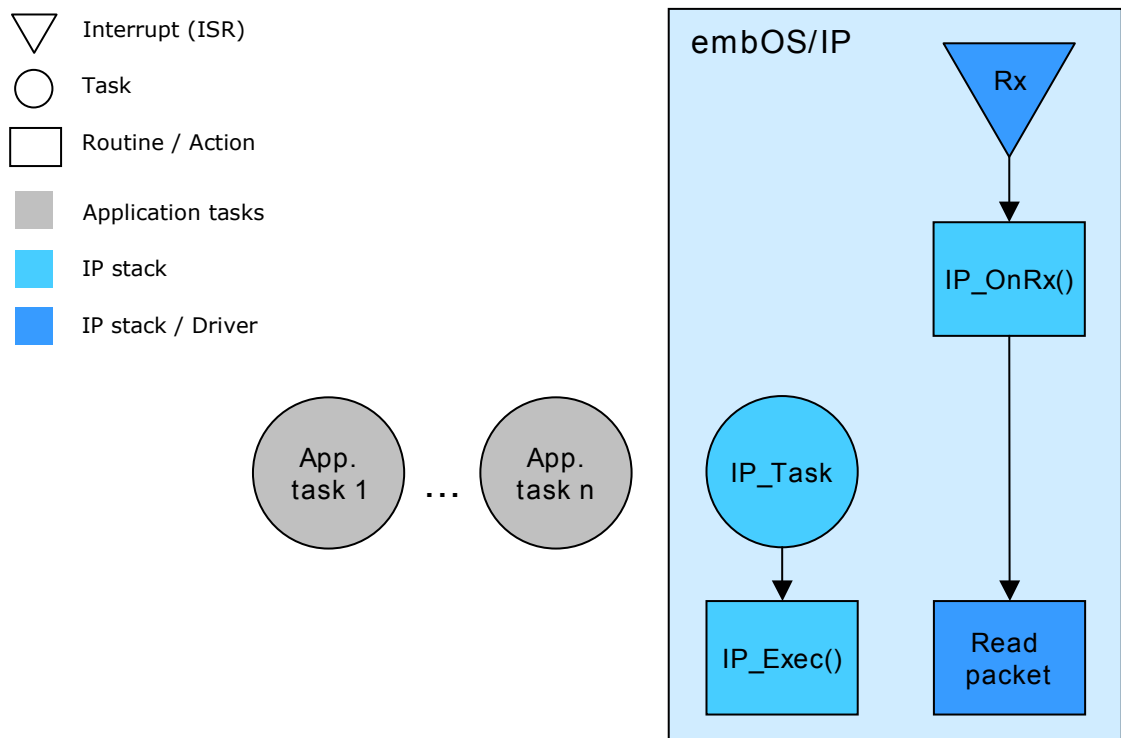 Interrupt (ISR)
Task
Routine / Action
Application tasks
IP stack
IP stack / Driver
embOS/IP
Rx
IP_OnRx()
App.
task 1
...
App.
task n
IP_Task
IP_Exec()
Read
packet